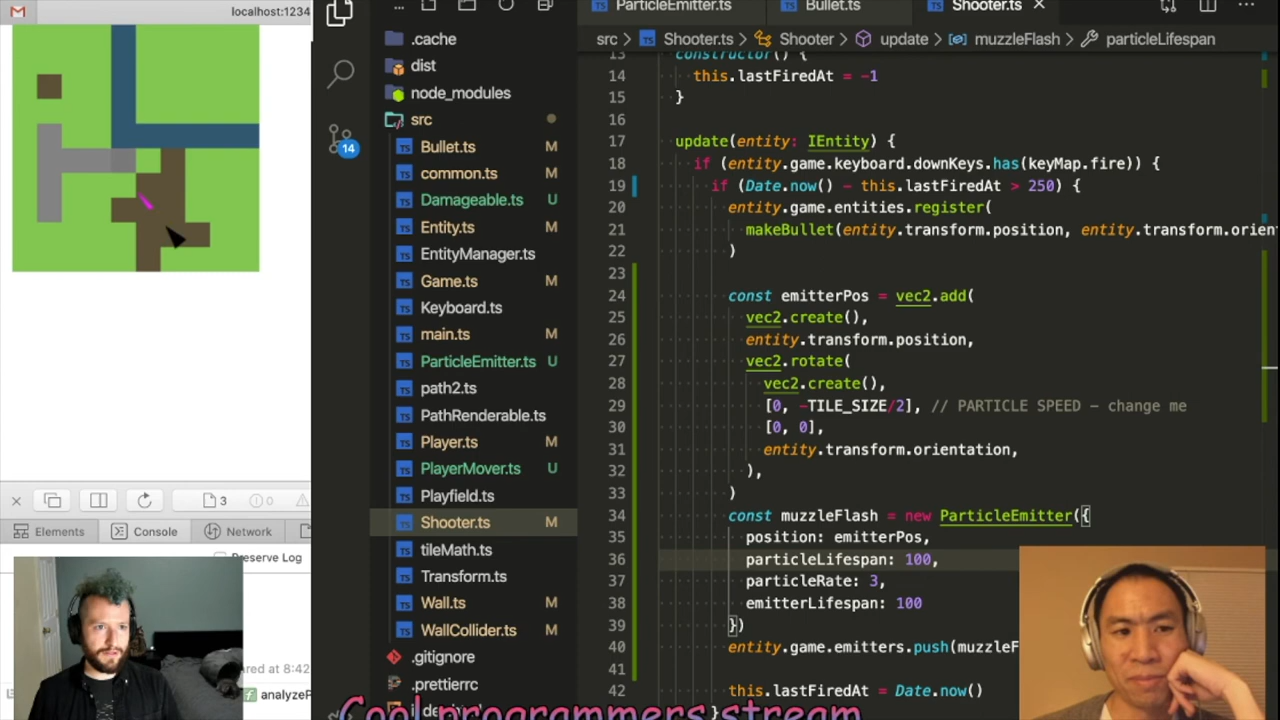 localhost:1234
3
0
Elements
Console
Network
Preserve Log
at 8:42
...
14
.cache
dist
node_modules
src
Bullet.ts M
common.ts M
Damageable.ts U
Entity.ts M
EntityManager.ts
Game.ts M
Keyboard.ts
main.ts M
ParticleEmitter.ts U
path2.ts
PathRenderable.ts
Player.ts M
PlayerMover.ts U
Playfield.ts
Shooter.ts M
tileMath.ts
Transform.ts
Wall.ts M
WallCollider.ts M
.gitignore
.prettierrc
ParticleEmitter.ts Bullet.ts Shooter.ts
src > Shooter.ts > Shooter > update > muzzleFlash > particleLifespan
13 constructor() {
14 this.lastFiredAt = -1
15 }
16
17 update(entity: IEntity) {
18 if (entity.game.keyboard.downKeys.has(keyMap.fire)) {
19 if (Date.now() - this.lastFiredAt > 250) {
20 entity.game.entities.register(
21 makeBullet(entity.transform.position, entity.transform.orient
22 )
23
24 const emitterPos = vec2.add(
25 vec2.create(),
26 entity.transform.position,
27 vec2.rotate(
28 vec2.create(),
29 [0, -TILE_SIZE/2], // PARTICLE SPEED - change me
30 [0, 0],
31 entity.transform.orientation,
32 ),
33 )
34 const muzzleFlash = new ParticleEmitter({
35 position: emitterPos,
36 particleLifespan: 100,
37 particleRate: 3,
38 emitterLifespan: 100
39 })
40 entity.game.emitters.push(muzzleF
41
42 this.lastFiredAt = Date.now()
Cool programmers stream